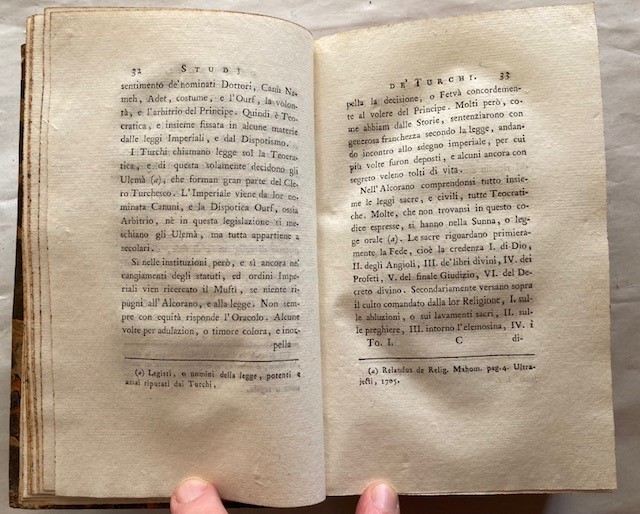 32 STUDJ
sentimento de' nominati Dottori, Canùn Na-
meh, Adet, costume, e l'Ourf, la volon-
tà, e l'arbitrio del Principe. Quindi è Teo-
cratica, e insieme fissata in alcune materie
dalle leggi Imperiali, e dal Dispotismo.
I Turchi chiamano legge sol la Teocra-
tica, e di questa solamente decidono gli
Ulemà (a), che forman gran parte del Cle-
ro Turchesco. L'Imperiale viene da lor no-
minata Canuni, e la Dispotica Ourf, ossia
Arbitrio, nè in questa legislazione si me-
schiano gli Ulemà, ma tutta appartiene a'
secolari.
Si nelle instituzioni però, e sì ancora ne'
cangiamenti degli statuti, ed ordini Impe-
riali vien ricercato il Mufti, se niente ri-
pugni all'Alcorano, e alla legge. Non sem-
pre con equità risponde l'Oracolo. Alcune
volte per adulazion, o timore colora, e inor-
pella
(a) Legisti, o uomini della legge, potenti e
assai riputati dai Turchi.
DE' TURCHI. 33
pella la decisione, o Fetvà concordemen-
te al volere del Principe. Molti però, co-
me abbiam dalle Storie, sentenziarono con
generosa franchezza secondo la legge, andan-
do incontro allo sdegno imperiale, per cui
più volte furon deposti, e alcuni ancora con
segreto veleno tolti di vita.
Nell'Alcorano comprendonsi tutto insie-
me le leggi sacre, e civili, tutte Teocrati-
che. Molte, che non trovansi in questo co-
dice espresse, si hanno nella Sunna, o leg-
ge orale (a). Le sacre riguardano primiera-
mente la Fede, cioè la credenza I. di Dio,
II. degli Angioli, III. de' libri divini, IV. dei
Profeti, V. del finale Giudizio, VI. del De-
creto divino. Secondariamente versano sopra
il culto comandato dalla lor Religione, I. sul-
le abluzioni, o sui lavamenti sacri, II. sul-
le preghiere, III. intorno l'elemosina, IV. i
To. I. C di-
(a) Relandus de Relig. Mahom. pag. 4. Ultra-
jecti, 1705.